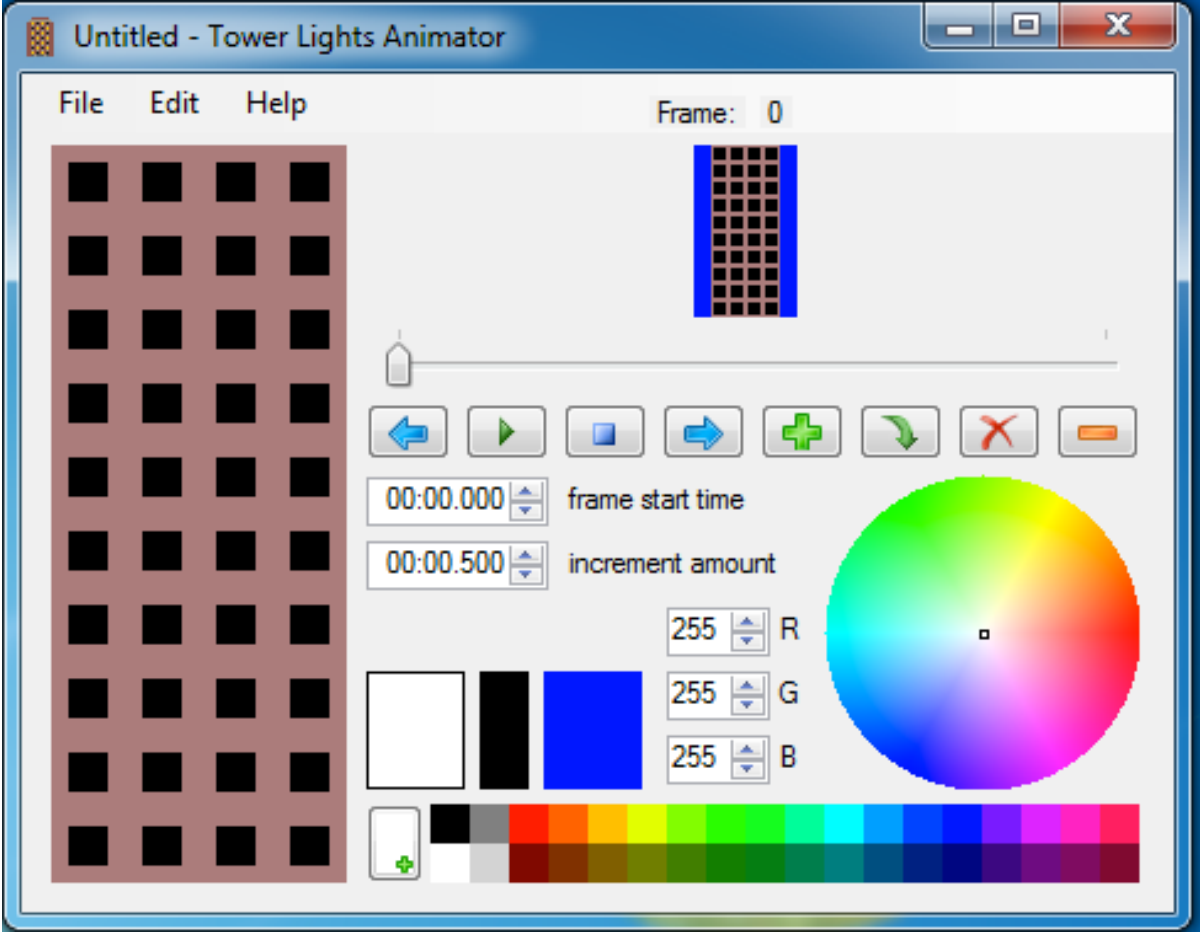 Untitled - Tower Lights Animator
File Edit Help
Frame: 0
00:00.000 frame start time
00:00.500 increment amount
255 R
255 G
255 B